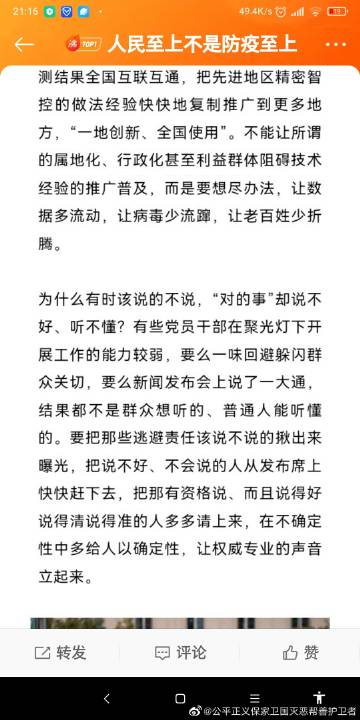 21:16
49.4K/s
59
沸 TOP1 人民至上不是防疫至上
测结果全国互联互通，把先进地区精密智
控的做法经验快快地复制推广到更多地
方，“一地创新、全国使用”。不能让所谓
的属地化、行政化甚至利益群体阻碍技术
经验的推广普及，而是要想尽办法，让数
据多流动，让病毒少流蹿，让老百姓少折
腾。
为什么有时该说的不说，“对的事”却说不
好、听不懂？有些党员干部在聚光灯下开
展工作的能力较弱，要么一味回避躲闪群
众关切，要么新闻发布会上说了一大通，
结果都不是群众想听的、普通人能听懂
的。要把那些逃避责任该说不说的揪出来
曝光，把说不好、不会说的人从发布席上
快快赶下去，把那有资格说、而且说得好
说得清说得准的人多多请上来，在不确定
性中多给人以确定性，让权威专业的声音
立起来。
转发 评论 赞
@公平正义保家卫国灭恶帮善护卫者